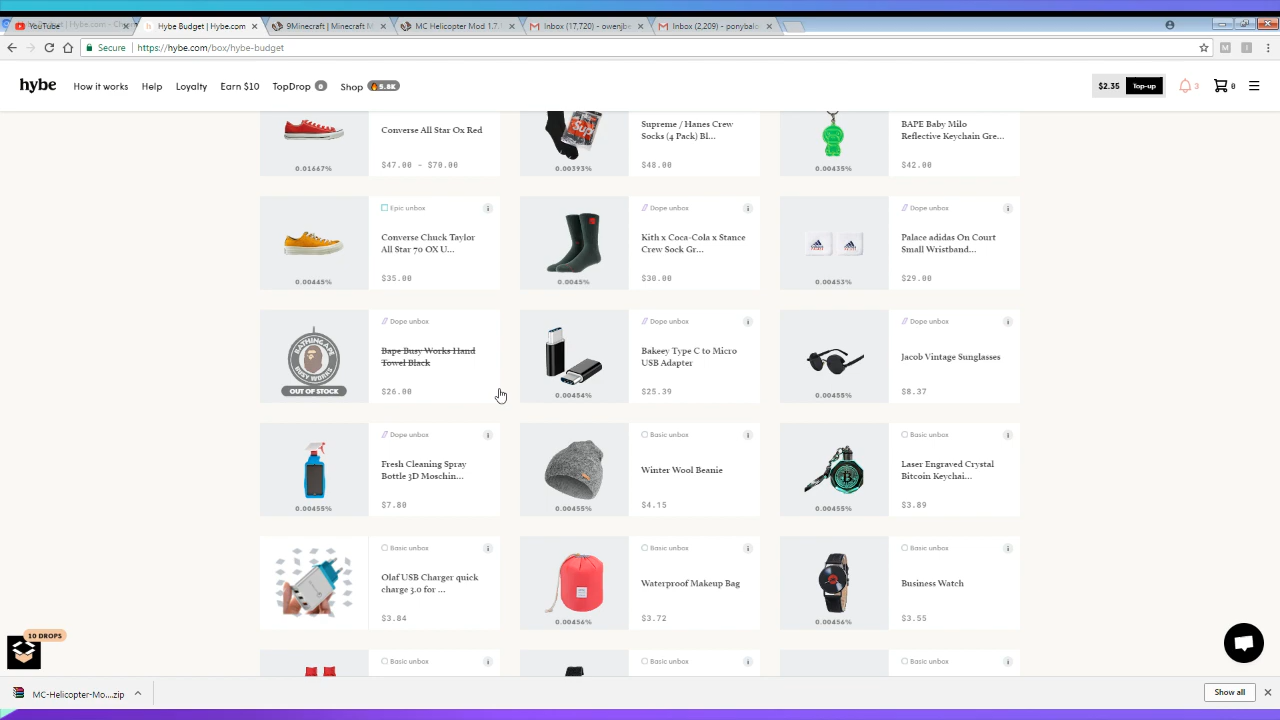 YouTube
Hybe Budget | Hybe.com
9Minecraft | Minecraft M
MC Helicopter Mod 1.7.1
Inbox (17,720) - owenjbe
Inbox (2,209) - ponybal
Secure
https://hybe.com/box/hybe-budget
hybe
How it works
Help
Loyalty
Earn $10
TopDrop 0
Shop 9.8K
$2.35
Top-up
3
0
Converse All Star Ox Red
$47.00 - $70.00
0.01667%
Supreme / Hanes Crew
Socks (4 Pack) Bl...
$48.00
0.00393%
BAPE Baby Milo
Reflective Keychain Gre...
$42.00
0.00435%
Epic unbox
Converse Chuck Taylor
All Star 70 OX U...
$35.00
0.00445%
Dope unbox
Kith x Coca-Cola x Stance
Crew Sock Gr...
$30.00
0.0045%
Dope unbox
Palace adidas On Court
Small Wristband...
$29.00
0.00453%
Dope unbox
Bape Busy Works Hand
Towel Black
$26.00
BUSY WORKS
OUT OF STOCK
Dope unbox
Bakeey Type C to Micro
USB Adapter
$25.39
0.00454%
Dope unbox
Jacob Vintage Sunglasses
$8.37
0.00455%
Dope unbox
Fresh Cleaning Spray
Bottle 3D Moschin...
$7.80
0.00455%
Basic unbox
Winter Wool Beanie
$4.15
0.00455%
Basic unbox
Laser Engraved Crystal
Bitcoin Keychai...
$3.89
0.00455%
Basic unbox
Olaf USB Charger quick
charge 3.0 for ...
$3.84
Basic unbox
Waterproof Makeup Bag
$3.72
0.00456%
Basic unbox
Business Watch
$3.55
0.00456%
10 DROPS
Basic unbox
Basic unbox
Basic unbox
MC-Helicopter-Mo....zip
Show all